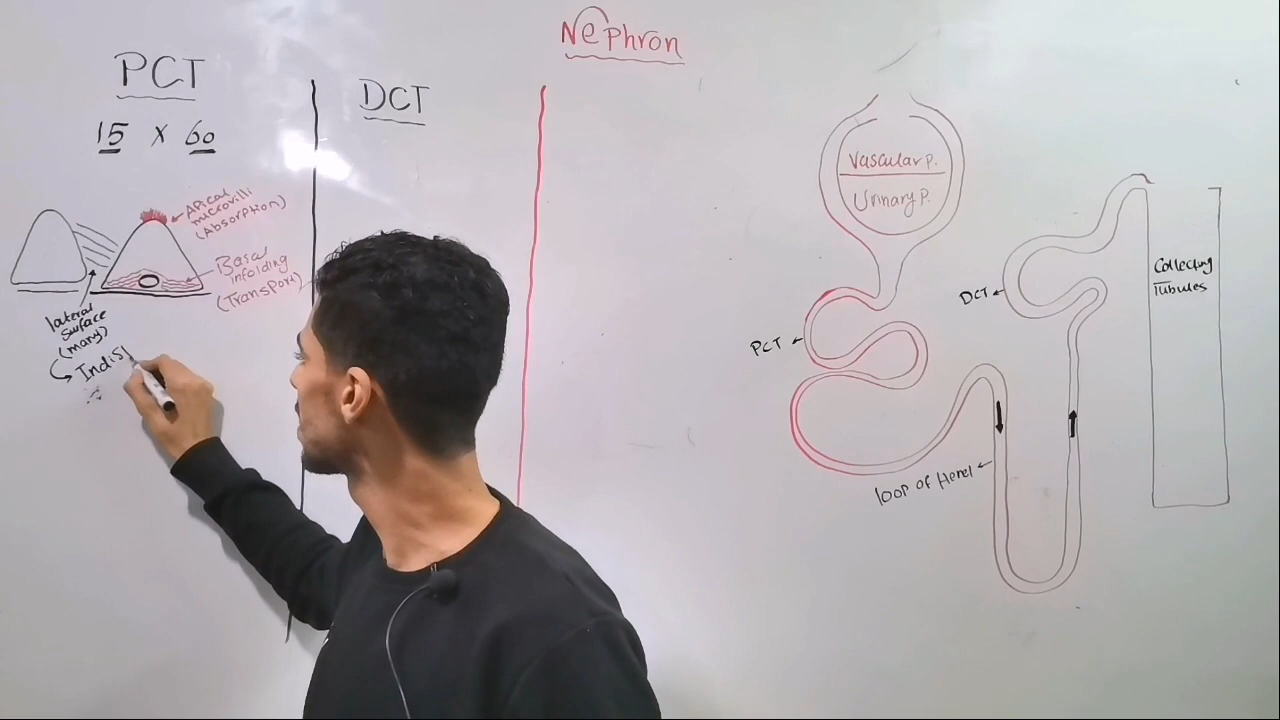 Nephron
PCT
15 x 60
Apical
microvilli
(Absorption)
Basal
infolding
(Transport)
lateral
surface
(many)
Indis
DCT
Vascular P.
Urinary P.
PCT
loop of Henel
DCT
Collecting
Tubules